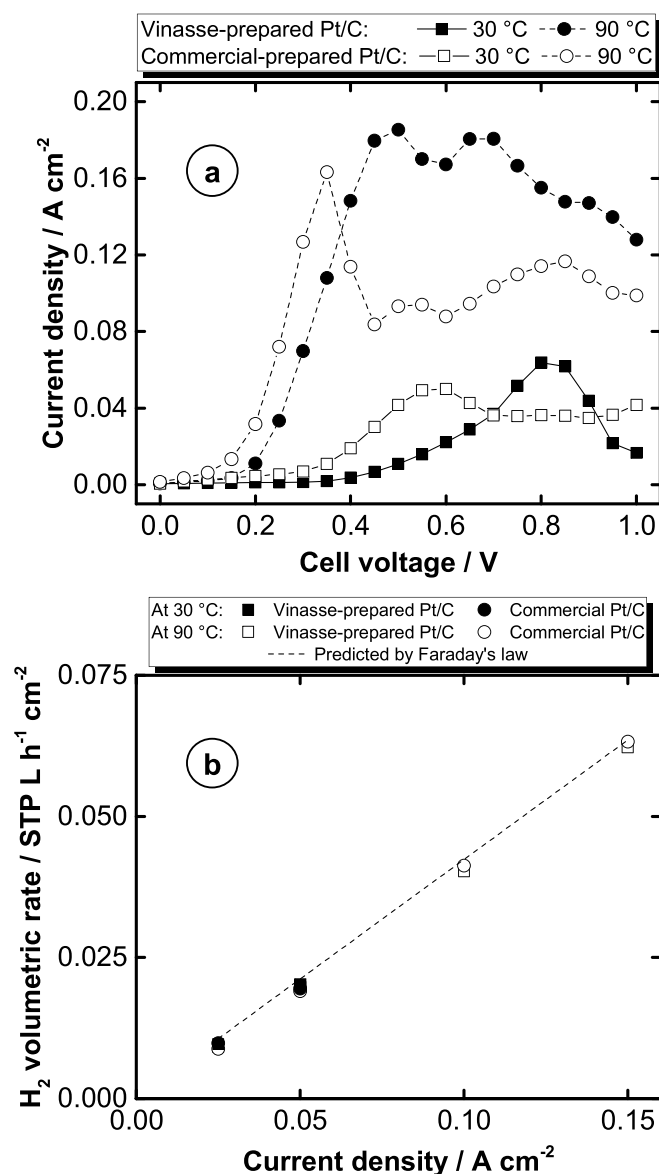 Vinasse-prepared Pt/C: 30 °C 90 °C
Commercial-prepared Pt/C: 30 °C 90 °C
0.20
a
0.16
0.12
0.08
0.04
0.00
Current density / A cm⁻²
0.0 0.2 0.4 0.6 0.8 1.0
Cell voltage / V
At 30 °C: Vinasse-prepared Pt/C Commercial Pt/C
At 90 °C: Vinasse-prepared Pt/C Commercial Pt/C
Predicted by Faraday's law
0.075
b
0.050
0.025
0.000
H₂ volumetric rate / STP L h⁻¹ cm⁻²
0.00 0.05 0.10 0.15
Current density / A cm⁻²